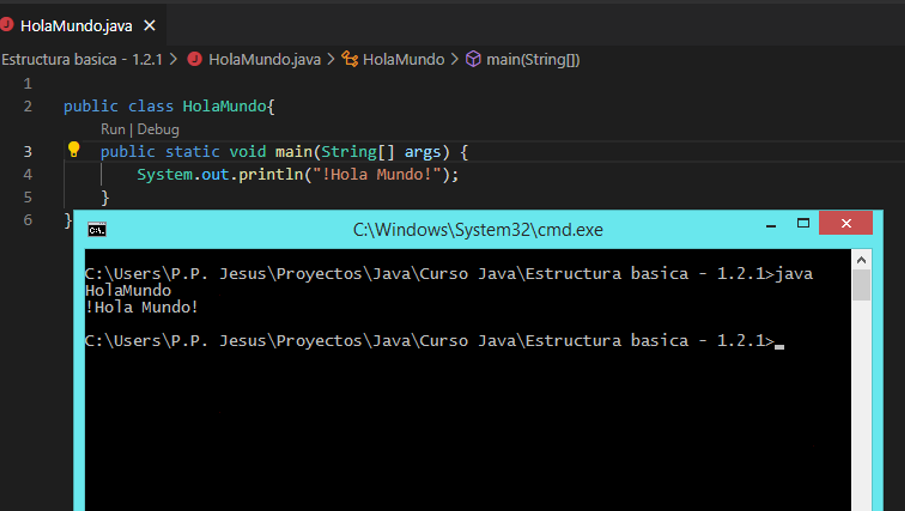 HolaMundo.java
Estructura basica - 1.2.1 > HolaMundo.java > HolaMundo > main(String[])
1
2 public class HolaMundo{
Run | Debug
3 public static void main(String[] args) {
4 System.out.println("!Hola Mundo!");
5 }
6 }
C:\Windows\System32\cmd.exe
C:\Users\P.P. Jesus\Proyectos\Java\Curso Java\Estructura basica - 1.2.1>java
HolaMundo
!Hola Mundo!
C:\Users\P.P. Jesus\Proyectos\Java\Curso Java\Estructura basica - 1.2.1>